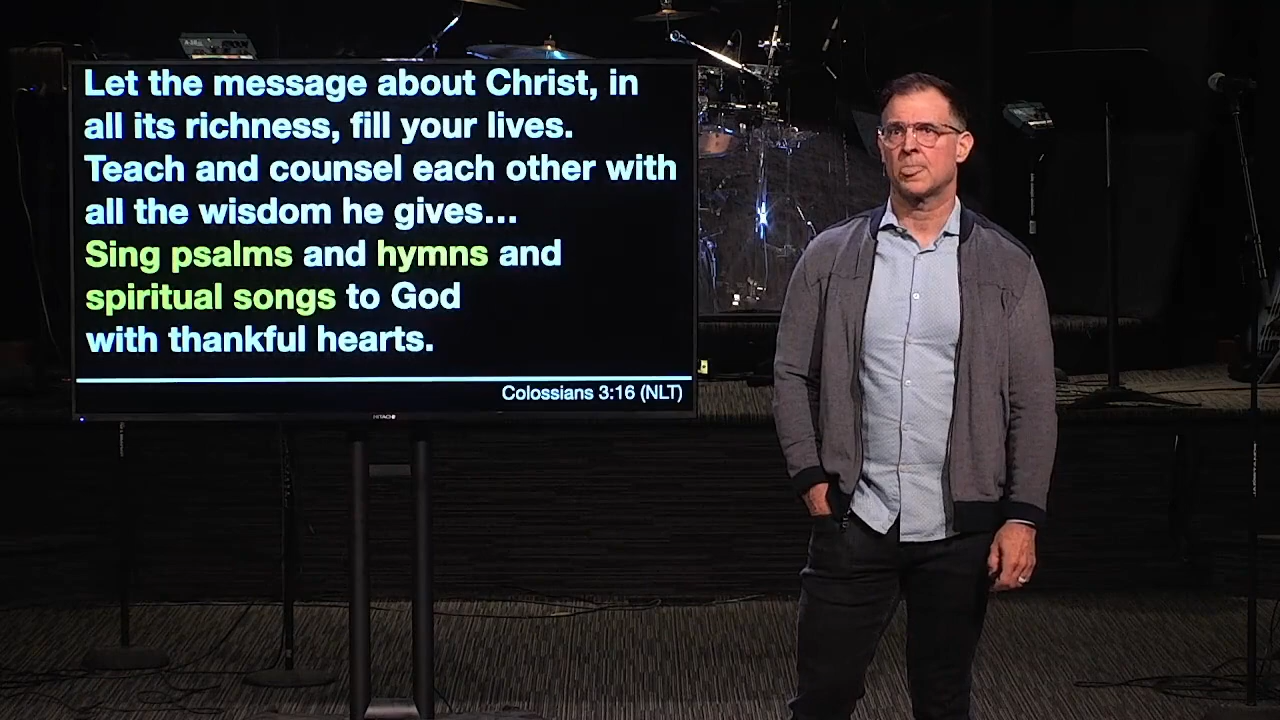 Let the message about Christ, in
all its richness, fill your lives.
Teach and counsel each other with
all the wisdom he gives...
Sing psalms and hymns and
spiritual songs to God
with thankful hearts.
Colossians 3:16 (NLT)
HITACHI